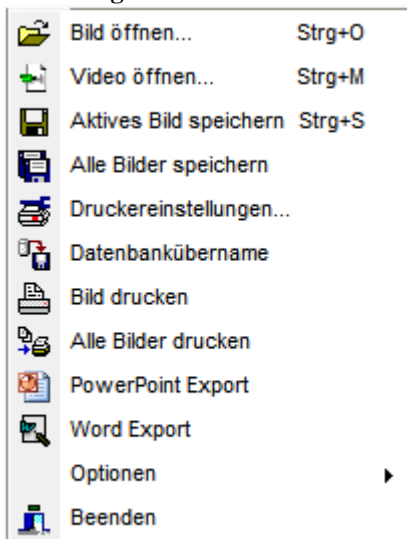 Bild öffnen... Strg+O
Video öffnen... Strg+M
Aktives Bild speichern Strg+S
Alle Bilder speichern
Druckereinstellungen...
Datenbankübername
Bild drucken
Alle Bilder drucken
PowerPoint Export
Word Export
Optionen
Beenden